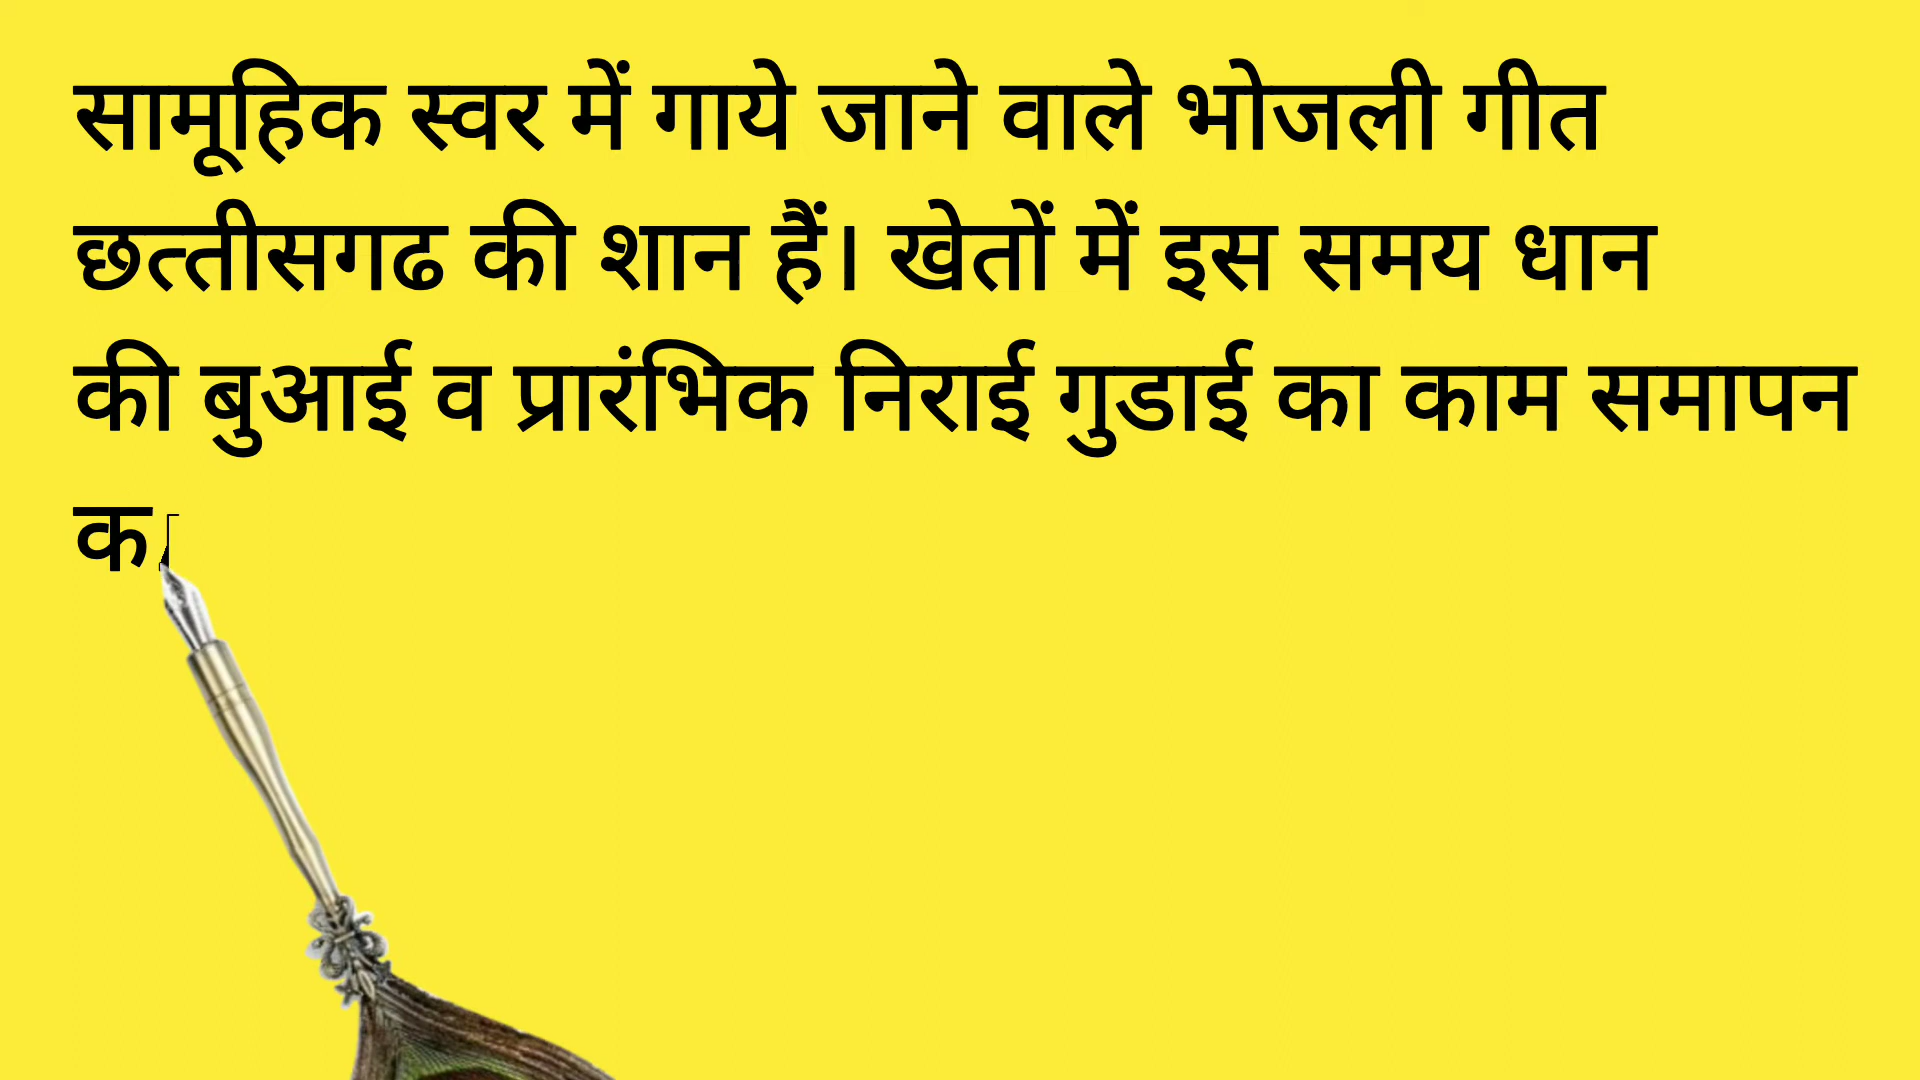 सामूहिक स्वर में गाये जाने वाले भोजली गीत
छत्तीसगढ की शान हैं। खेतों में इस समय धान
की बुआई व प्रारंभिक निराई गुडाई का काम समापन